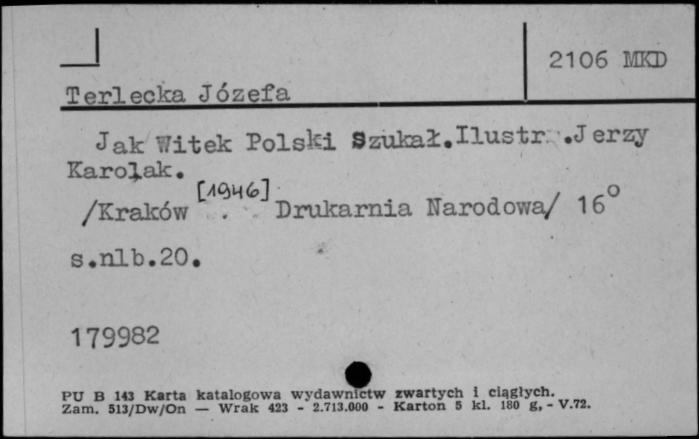 2106 MKD
Terlecka Józefa
Jak Witek Polski Szukał.Ilustr. .Jerzy
Karolak.
[1946]
/Kraków . Drukarnia Narodowa/ 16°
s.nlb.20.
179982
PU B 143 Karta katalogowa wydawnictw zwartych i ciągłych.
Zam. 513/Dw/On — Wrak 423 - 2.713.000 - Karton 5 kl. 180 g, - V.72.